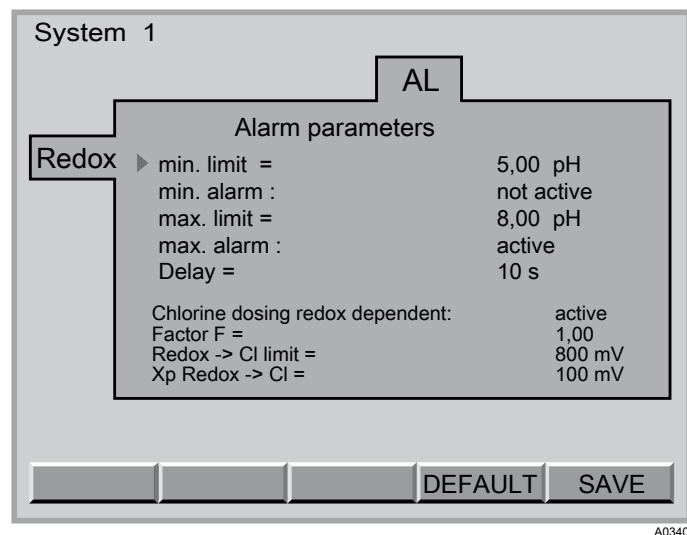 System 1
AL
Alarm parameters
Redox
min. limit = 5,00 pH
min. alarm : not active
max. limit = 8,00 pH
max. alarm : active
Delay = 10 s
Chlorine dosing redox dependent: active
Factor F = 1,00
Redox -> Cl limit = 800 mV
Xp Redox -> Cl = 100 mV
DEFAULT SAVE
A0340